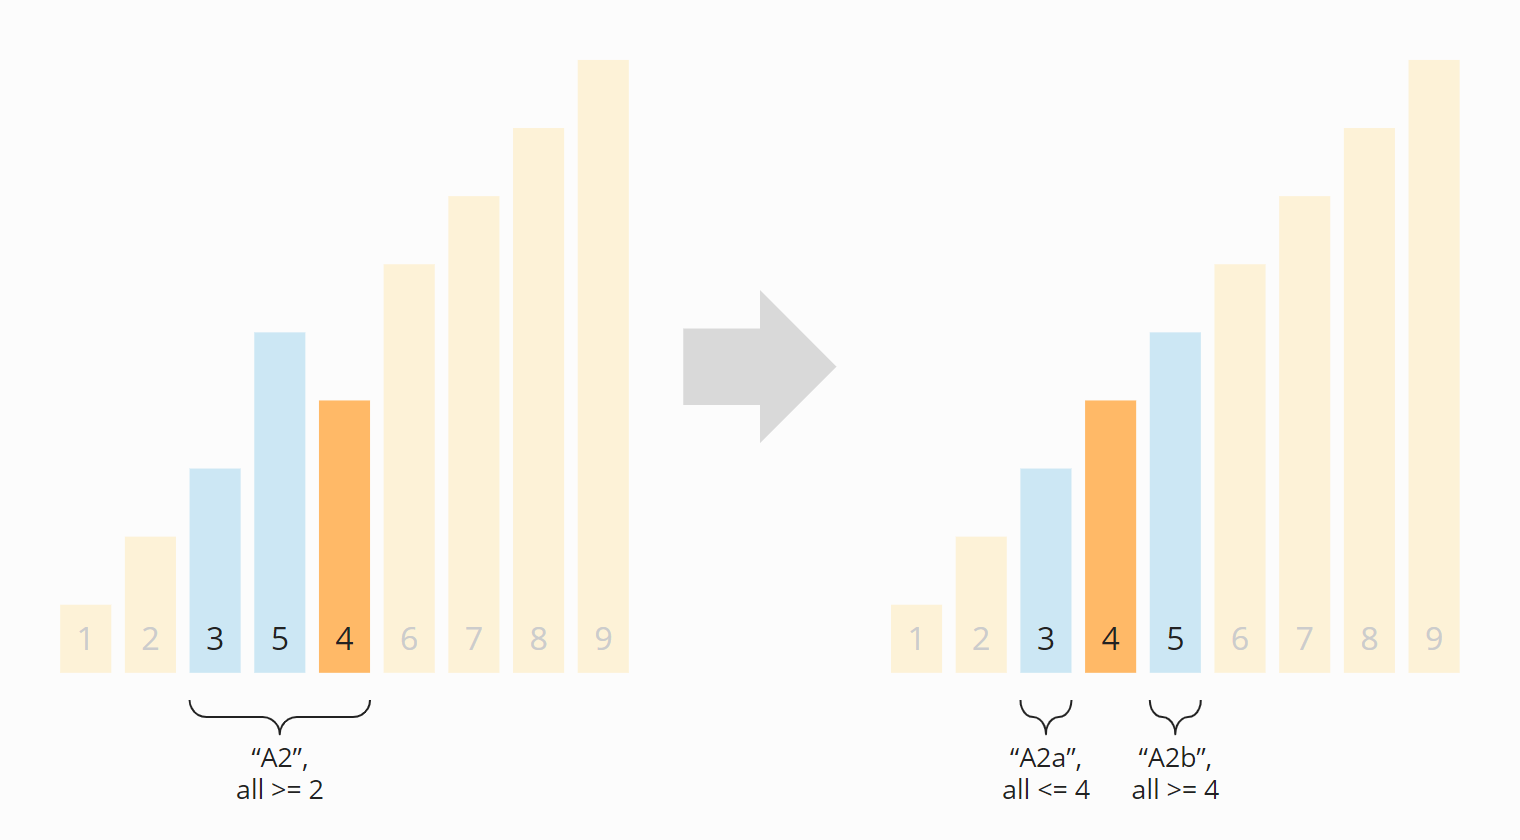 1 2 3 5 4 6 7 8 9
“A2”,
all >= 2
1 2 3 4 5 6 7 8 9
“A2a”,
all <= 4
“A2b”,
all >= 4